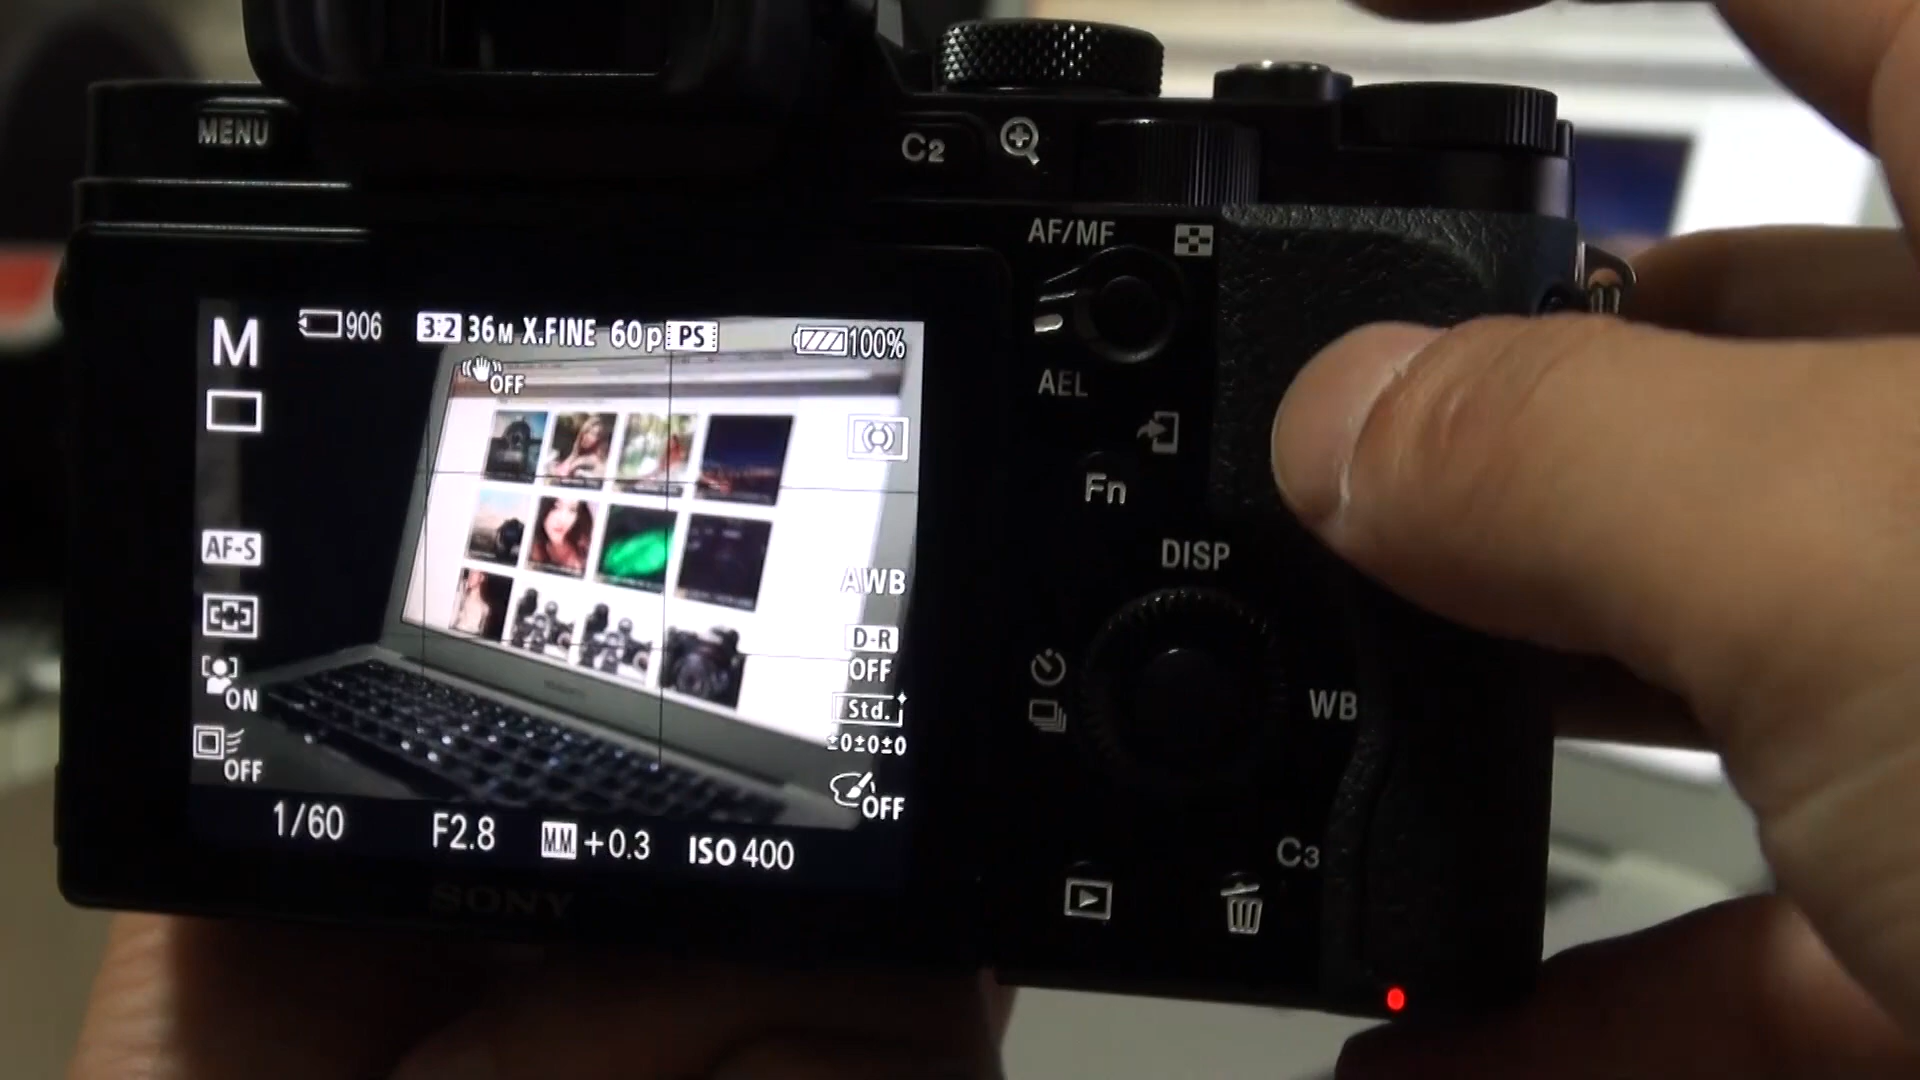 MENU
C2
AF/MF
AEL
Fn
DISP
WB
C3
M 906 3:2 36M X.FINE 60p PS 100%
OFF
AF-S
AWB
D-R
OFF
ON
Std.
±0±0±0
OFF
OFF
1/60 F2.8 M.M. +0.3 ISO 400
SONY